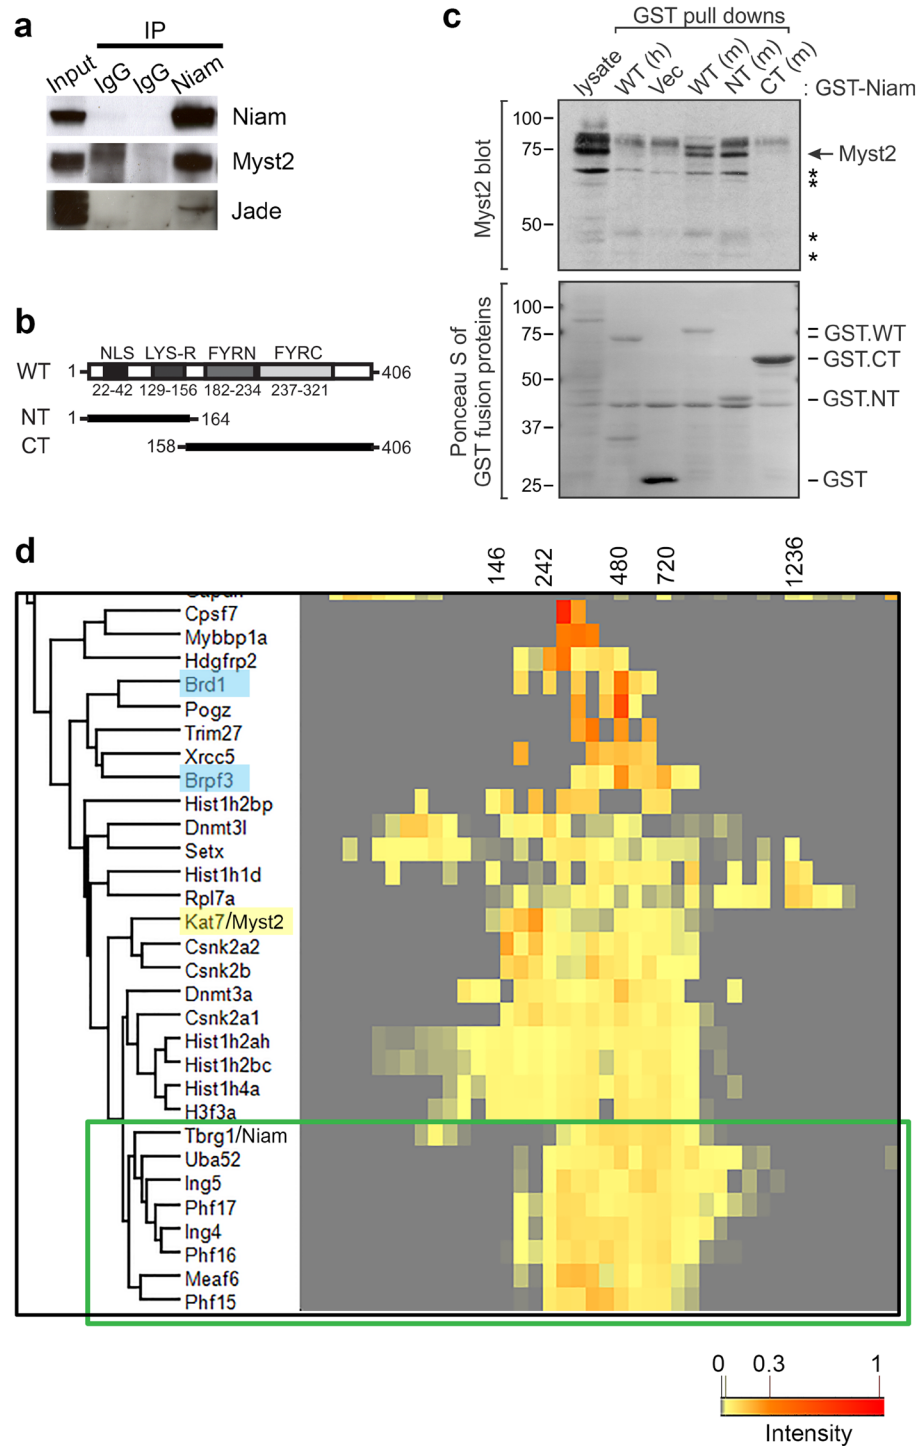 a
IP
Input IgG IgG Niam
Niam
Myst2
Jade
b
NLS LYS-R FYRN FYRC
WT 1 406
22-42 129-156 182-234 237-321
NT 1 164
CT 158 406
c
GST pull downs
lysate WT (h) Vec WT (m) NT (m) CT (m) : GST-Niam
Myst2 blot
100
75
50
Myst2
*
*
*
*
Ponceau S of
GST fusion proteins
100
75
50
37
25
GST.WT
GST.CT
GST.NT
GST
d
146 242 480 720 1236
Cpsf7
Mybbp1a
Hdgfrp2
Brd1
Pogz
Trim27
Xrcc5
Brpf3
Hist1h2bp
Dnmt3l
Setx
Hist1h1d
Rpl7a
Kat7/Myst2
Csnk2a2
Csnk2b
Dnmt3a
Csnk2a1
Hist1h2ah
Hist1h2bc
Hist1h4a
H3f3a
Tbrg1/Niam
Uba52
Ing5
Phf17
Ing4
Phf16
Meaf6
Phf15
0 0.3 1
Intensity